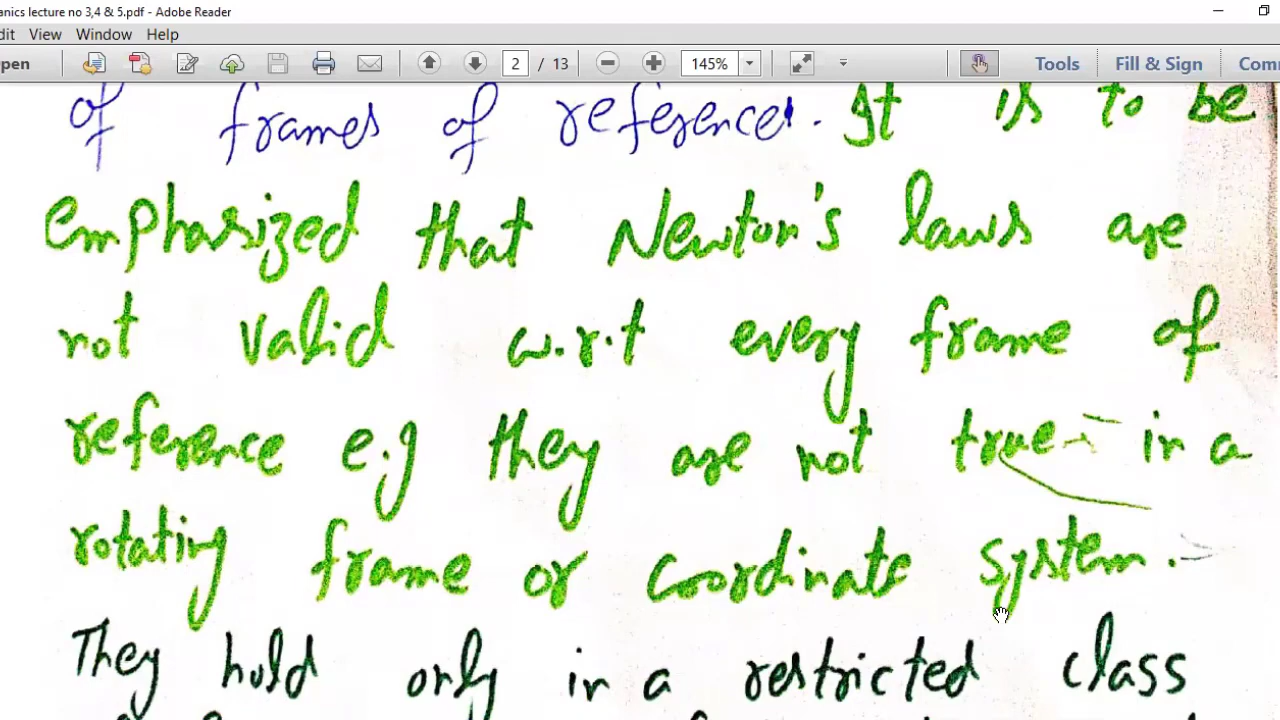 anics lecture no 3,4 & 5.pdf - Adobe Reader
dit View Window Help
pen 2 / 13 145% Tools Fill & Sign Com
of frames of reference. It is to be
emphasized that Newton's laws are
not valid w.r.t every frame of
reference e.g they are not true in a
rotating frame or coordinate system.
They hold only in a restricted class